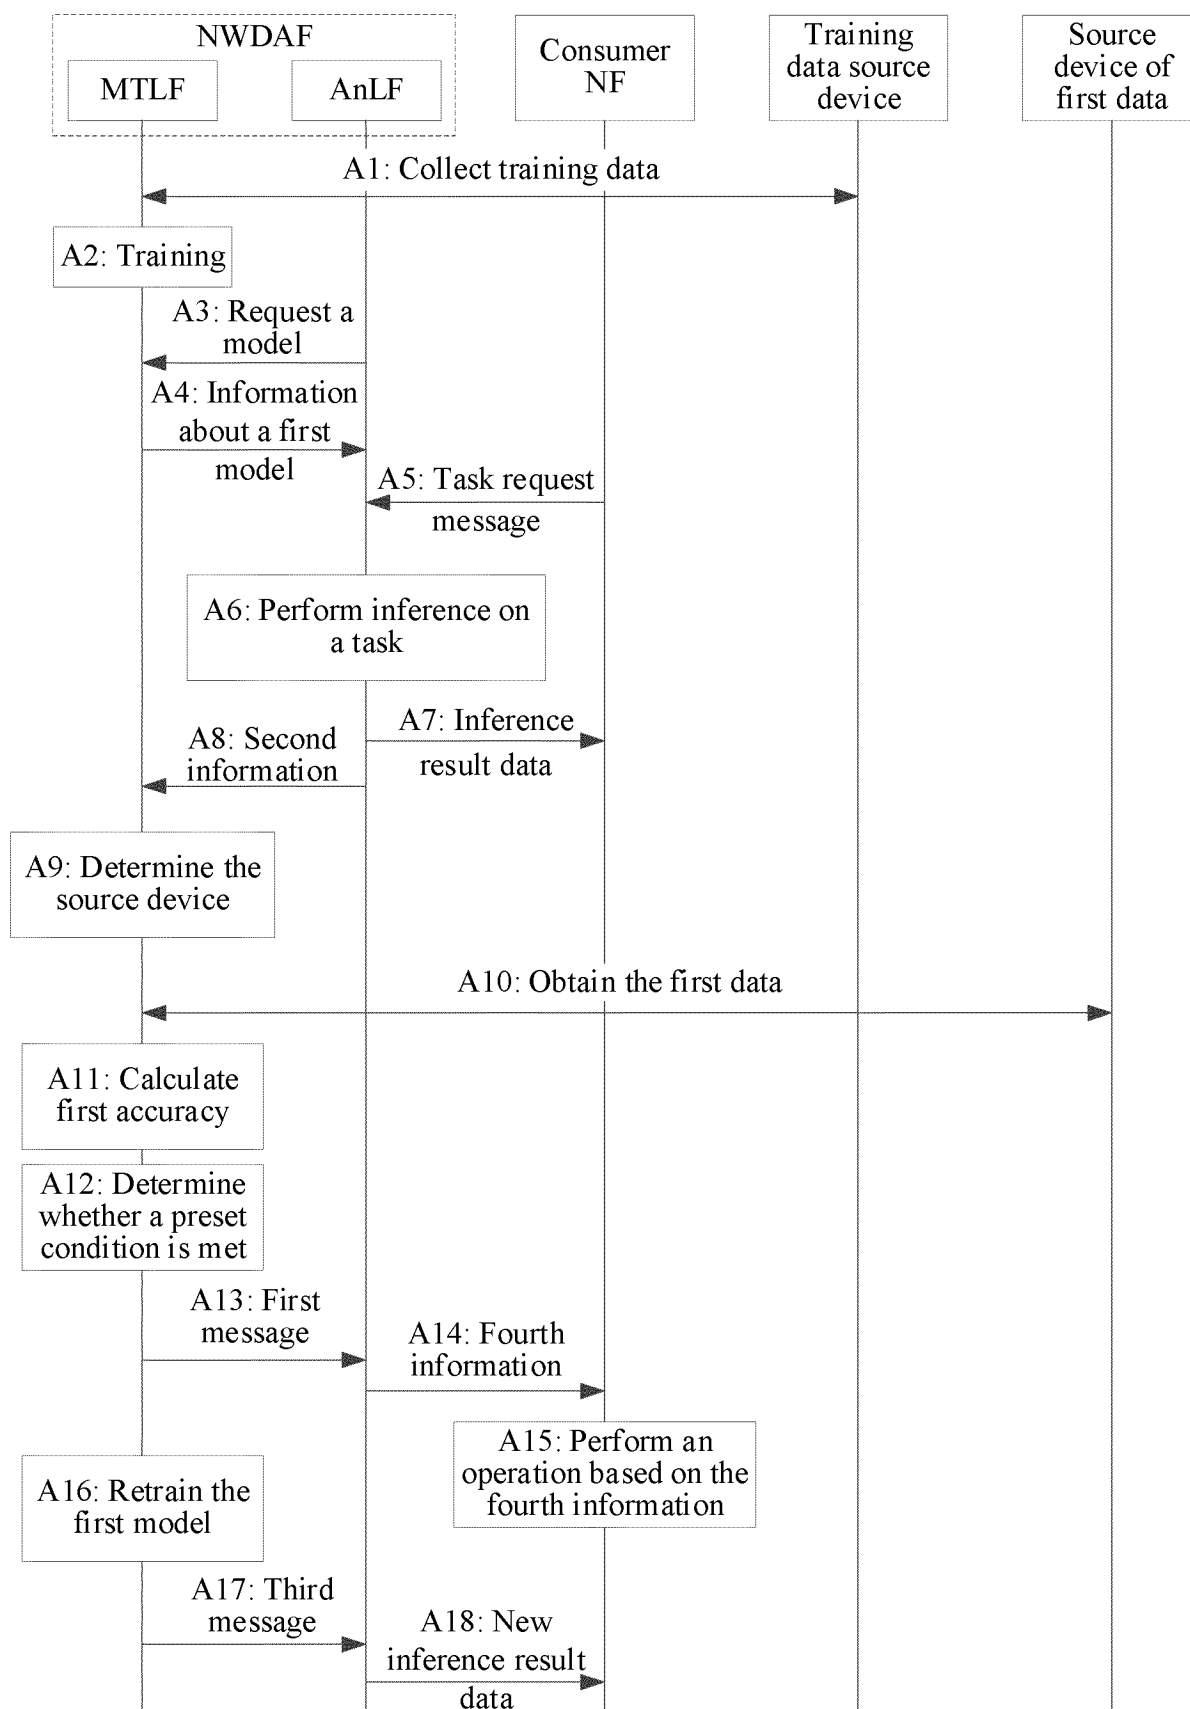 NWDAF
MTLF
AnLF
Consumer
NF
Training
data source
device
Source
device of
first data
A1: Collect training data
A2: Training
A3: Request a
model
A4: Information
about a first
model
A5: Task request
message
A6: Perform inference on
a task
A7: Inference
result data
A8: Second
information
A9: Determine the
source device
A10: Obtain the first data
A11: Calculate
first accuracy
A12: Determine
whether a preset
condition is met
A13: First
message
A14: Fourth
information
A15: Perform an
operation based on the
fourth information
A16: Retrain the
first model
A17: Third
message
A18: New
inference result
data